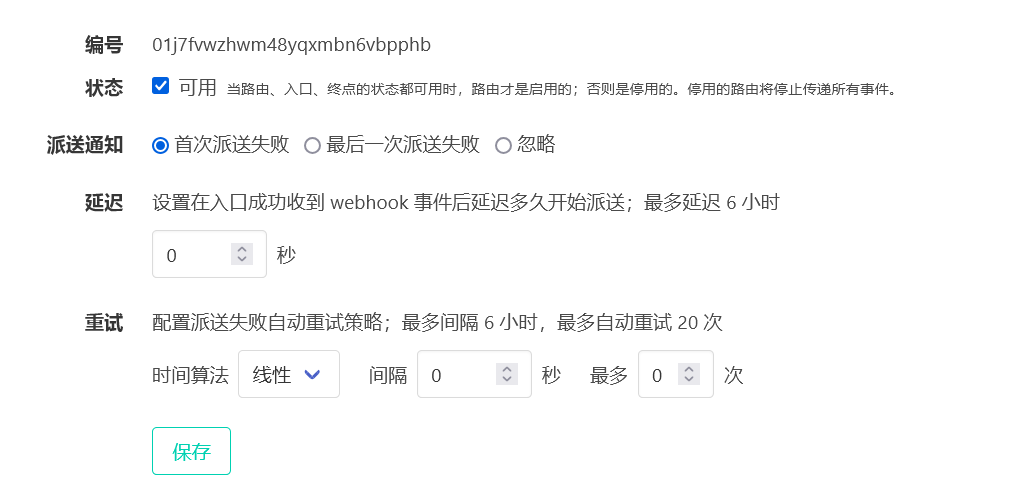 编号 01j7fvwzhwm48yqxmbn6vbpphb
状态 可用 当路由、入口、终点的状态都可用时，路由才是启用的；否则是停用的。停用的路由将停止传递所有事件。
派送通知 首次派送失败 最后一次派送失败 忽略
延迟 设置在入口成功收到 webhook 事件后延迟多久开始派送；最多延迟 6 小时
0 秒
重试 配置派送失败自动重试策略；最多间隔 6 小时，最多自动重试 20 次
时间算法 线性 间隔 0 秒 最多 0 次
保存